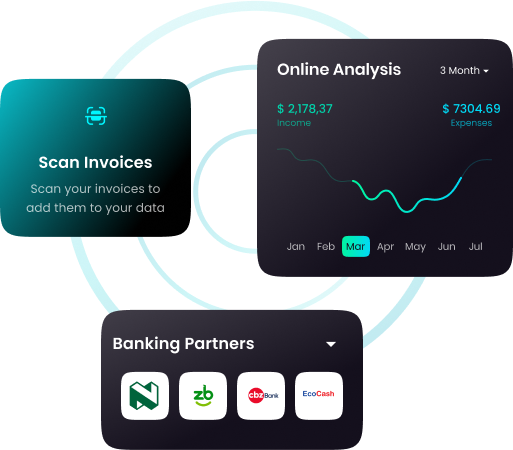 Online Analysis
3 Month
$ 2,178,37
$ 7304.69
Income
Expenses
Scan Invoices
Scan your invoices to
add them to your data
Jan Feb Mar Apr May Jun Jul
Banking Partners
N
zb
cbz Bank
EcoCash